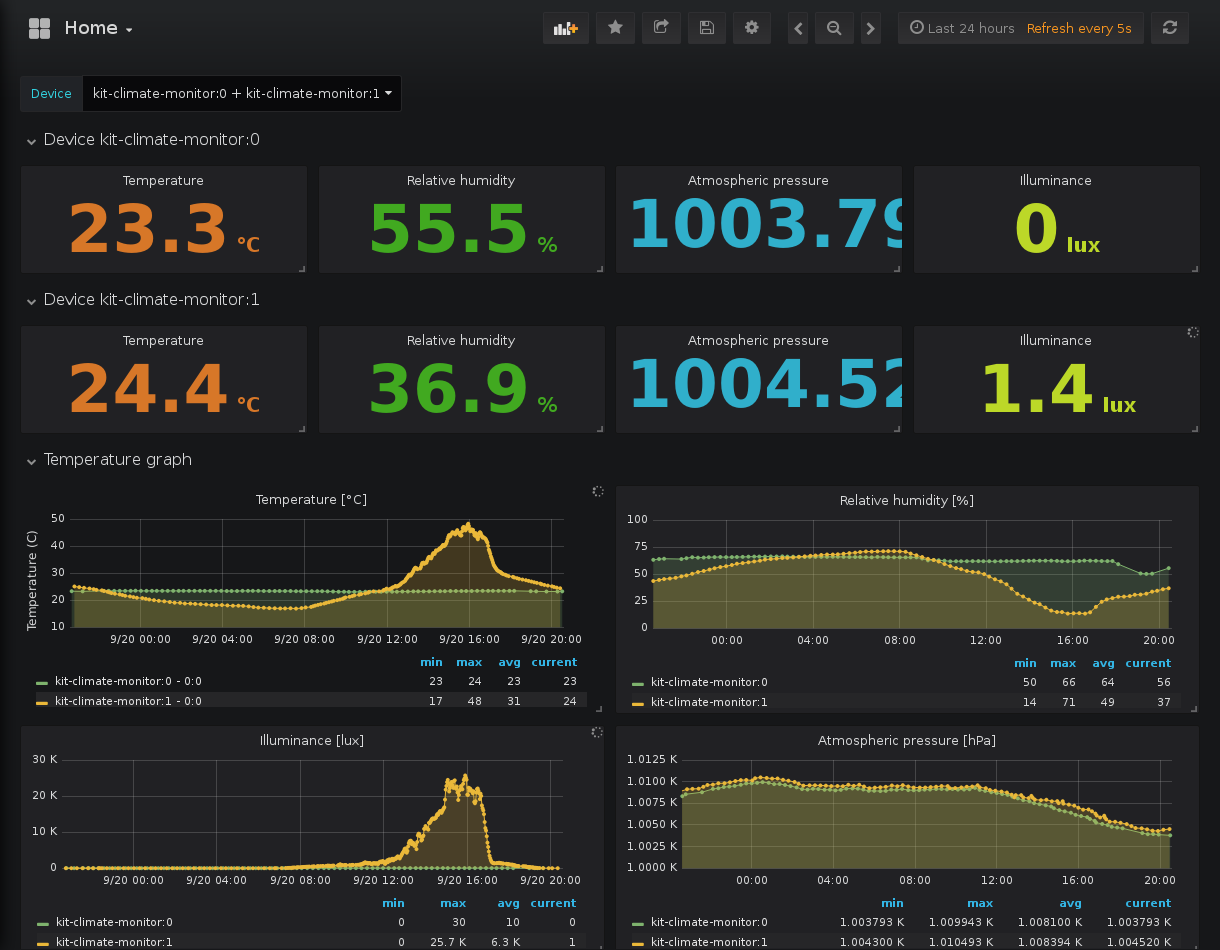 Home
Last 24 hours Refresh every 5s
Device kit-climate-monitor:0 + kit-climate-monitor:1
Device kit-climate-monitor:0
Temperature Relative humidity Atmospheric pressure Illuminance
23.3 °C 55.5 % 1003.79 0 lux
Device kit-climate-monitor:1
Temperature Relative humidity Atmospheric pressure Illuminance
24.4 °C 36.9 % 1004.52 1.4 lux
Temperature graph
Temperature [°C]
Temperature (C)
50
40
30
20
10
9/20 00:00 9/20 04:00 9/20 08:00 9/20 12:00 9/20 16:00 9/20 20:00
min max avg current
kit-climate-monitor:0 - 0:0 23 24 23 23
kit-climate-monitor:1 - 0:0 17 48 31 24
Relative humidity [%]
100
75
50
25
0
00:00 04:00 08:00 12:00 16:00 20:00
min max avg current
kit-climate-monitor:0 50 66 64 56
kit-climate-monitor:1 14 71 49 37
Illuminance [lux]
30 K
20 K
10 K
0
9/20 00:00 9/20 04:00 9/20 08:00 9/20 12:00 9/20 16:00 9/20 20:00
min max avg current
kit-climate-monitor:0 0 30 10 0
kit-climate-monitor:1 0 25.7 K 6.3 K 1
Atmospheric pressure [hPa]
1.0125 K
1.0100 K
1.0075 K
1.0050 K
1.0025 K
1.0000 K
00:00 04:00 08:00 12:00 16:00 20:00
min max avg current
kit-climate-monitor:0 1.003793 K 1.009943 K 1.008100 K 1.003793 K
kit-climate-monitor:1 1.004300 K 1.010493 K 1.008394 K 1.004520 K